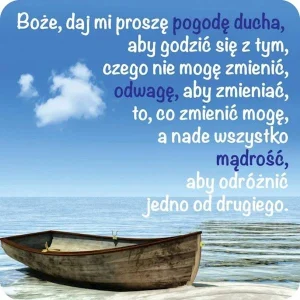 Boże, daj mi proszę pogodę ducha,
aby godzić się z tym,
czego nie mogę zmienić,
odwagę, aby zmieniać,
to, co zmienić mogę,
a nade wszystko
mądrość,
aby odróżnić
jedno od drugiego.